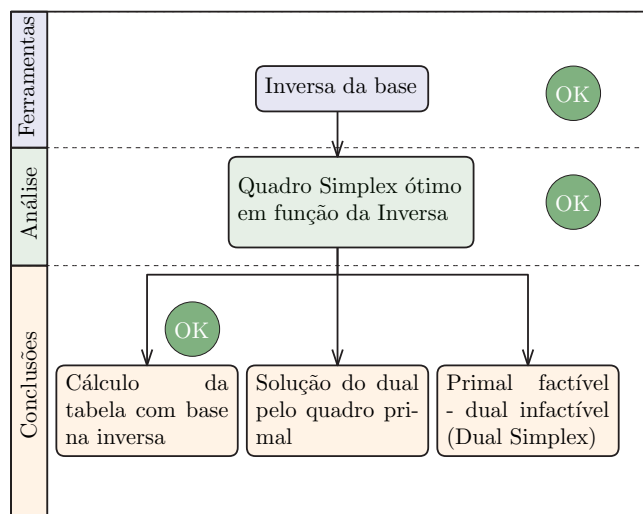 Ferramentas
Inversa da base
OK
Análise
Quadro Simplex ótimo
em função da Inversa
OK
Conclusões
OK
Cálculo da
tabela com base
na inversa
Solução do dual
pelo quadro pri-
mal
Primal factível
- dual infactível
(Dual Simplex)